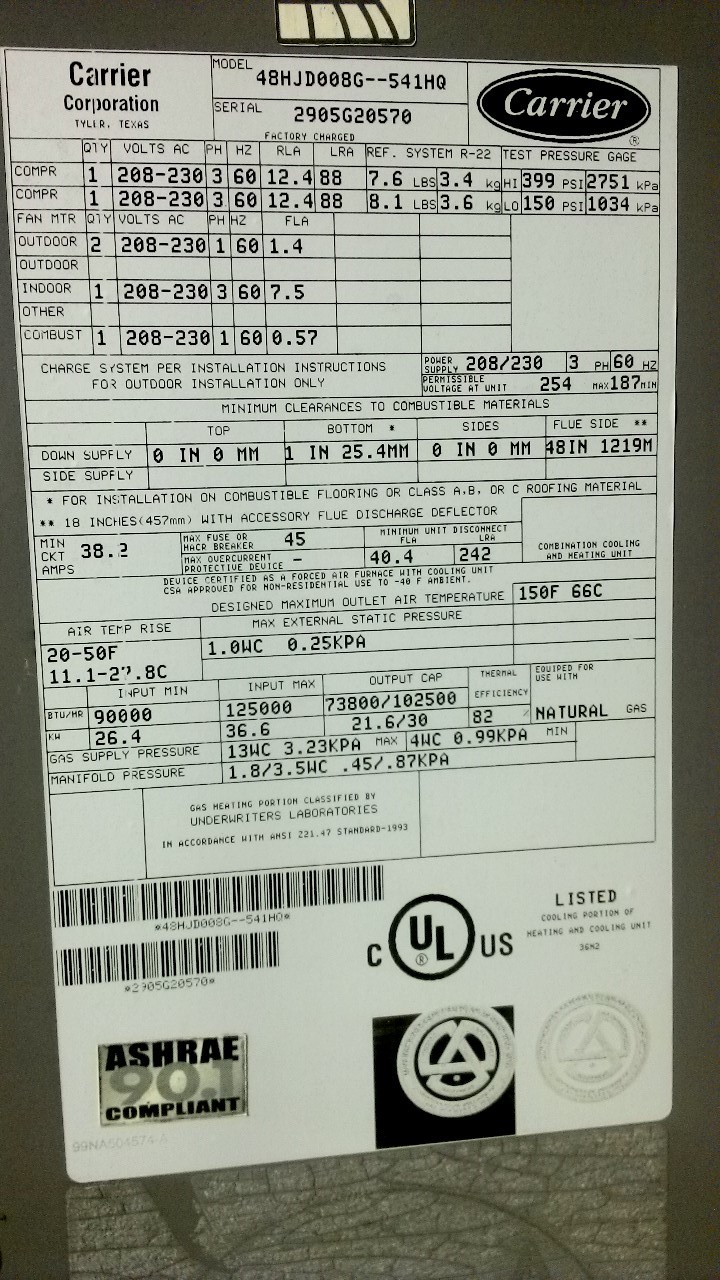 Carrier
Corporation
TYLER, TEXAS
MODEL 48HJD008G--541HQ
SERIAL 2905G20570
Carrier ®
FACTORY CHARGED
QTY VOLTS AC PH HZ RLA LRA REF. SYSTEM R-22 TEST PRESSURE GAGE
COMPR 1 208-230 3 60 12.4 88 7.6 LBS 3.4 kg HI 399 PSI 2751 kPa
COMPR 1 208-230 3 60 12.4 88 8.1 LBS 3.6 kg LO 150 PSI 1034 kPa
FAN MTR QTY VOLTS AC PH HZ FLA
OUTDOOR 2 208-230 1 60 1.4
OUTDOOR
INDOOR 1 208-230 3 60 7.5
OTHER
COMBUST 1 208-230 1 60 0.57
CHARGE SYSTEM PER INSTALLATION INSTRUCTIONS
FOR OUTDOOR INSTALLATION ONLY
POWER SUPPLY 208/230 3 PH 60 HZ
PERMISSIBLE VOLTAGE AT UNIT 254 MAX 187 MIN
MINIMUM CLEARANCES TO COMBUSTIBLE MATERIALS
TOP BOTTOM * SIDES FLUE SIDE **
DOWN SUPPLY 0 IN 0 MM 1 IN 25.4MM 0 IN 0 MM 48IN 1219M
SIDE SUPPLY
* FOR INSTALLATION ON COMBUSTIBLE FLOORING OR CLASS A,B, OR C ROOFING MATERIAL
** 18 INCHES(457mm) WITH ACCESSORY FLUE DISCHARGE DEFLECTOR
MIN CKT AMPS 38.2
MAX FUSE OR HACR BREAKER 45
MAX OVERCURRENT PROTECTIVE DEVICE -
MINIMUM UNIT DISCONNECT
FLA LRA
40.4 242
COMBINATION COOLING
AND HEATING UNIT
DEVICE CERTIFIED AS A FORCED AIR FURNACE WITH COOLING UNIT
CSA APPROVED FOR NON-RESIDENTIAL USE TO -40 F AMBIENT.
DESIGNED MAXIMUM OUTLET AIR TEMPERATURE 150F 66C
AIR TEMP RISE
20-50F
11.1-27.8C
MAX EXTERNAL STATIC PRESSURE
1.0WC 0.25KPA
INPUT MIN INPUT MAX OUTPUT CAP THERMAL EFFICIENCY EQUIPED FOR USE WITH
BTU/HR 90000 125000 73800/102500 82 % NATURAL GAS
KW 26.4 36.6 21.6/30
GAS SUPPLY PRESSURE 13WC 3.23KPA MAX 4WC 0.99KPA MIN
MANIFOLD PRESSURE 1.8/3.5WC .45/.87KPA
GAS HEATING PORTION CLASSIFIED BY
UNDERWRITERS LABORATORIES
IN ACCORDANCE WITH ANSI Z21.47 STANDARD-1993
*48HJD008G--541HQ*
*2905G20570*
C UL ® US
LISTED
COOLING PORTION OF
HEATING AND COOLING UNIT
36N2
ASHRAE
90.1
COMPLIANT
99NA504574-A